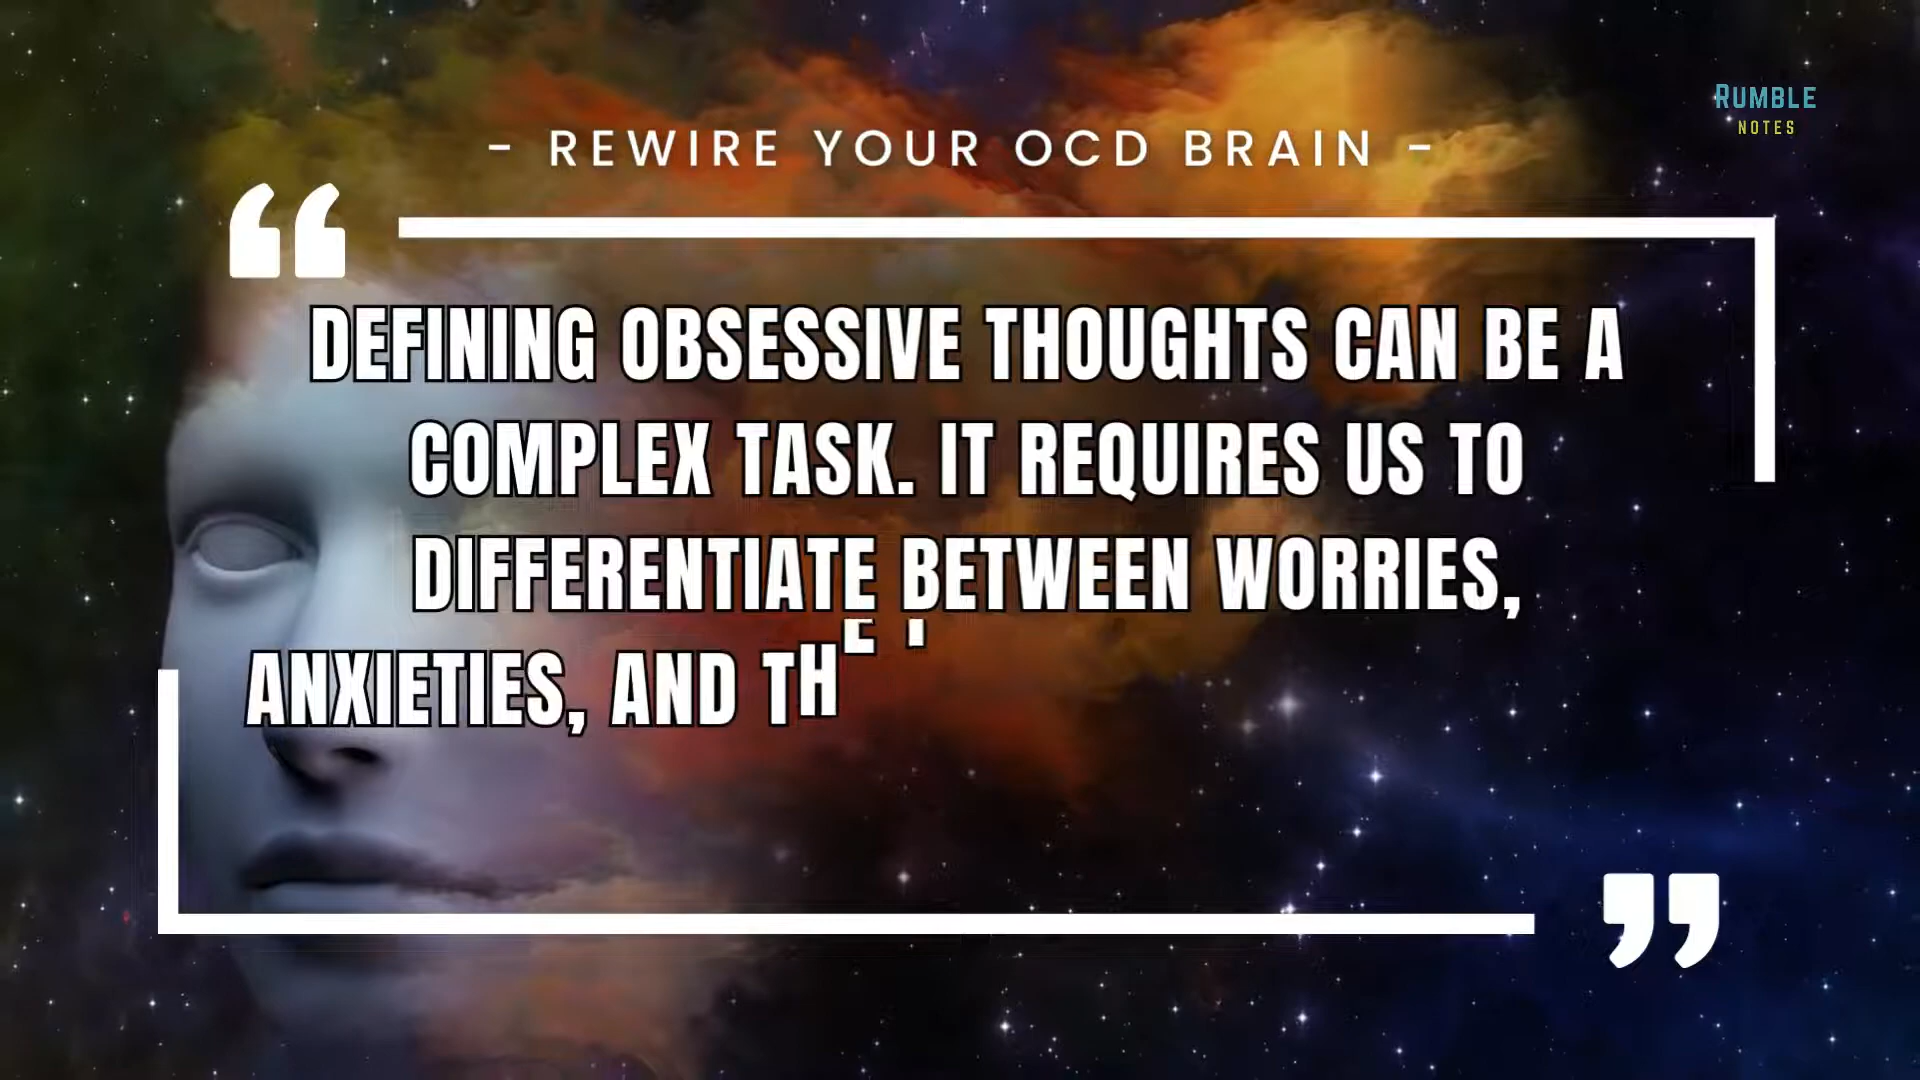 - REWIRE YOUR OCD BRAIN -
RUMBLE
NOTES
“
DEFINING OBSESSIVE THOUGHTS CAN BE A
COMPLEX TASK. IT REQUIRES US TO
DIFFERENTIATE BETWEEN WORRIES,
ANXIETIES, AND THE
”